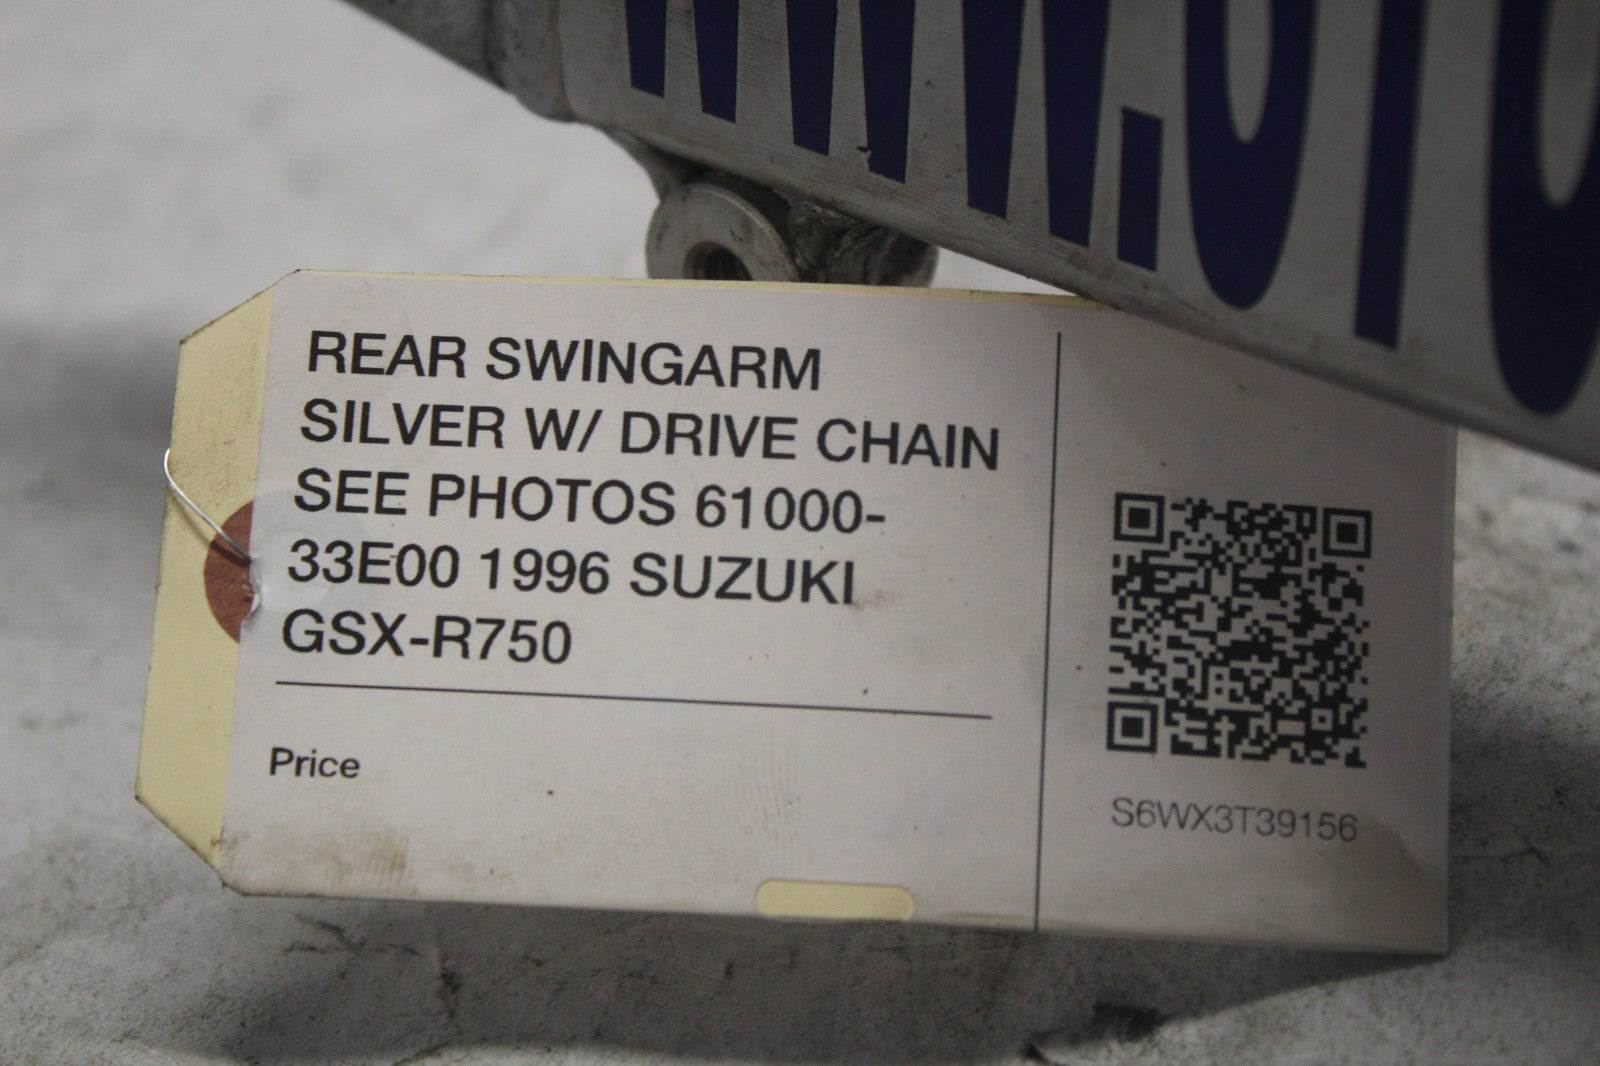 REAR SWINGARM
SILVER W/ DRIVE CHAIN
SEE PHOTOS 61000-
33E00 1996 SUZUKI
GSX-R750
Price
S6WX3T39156